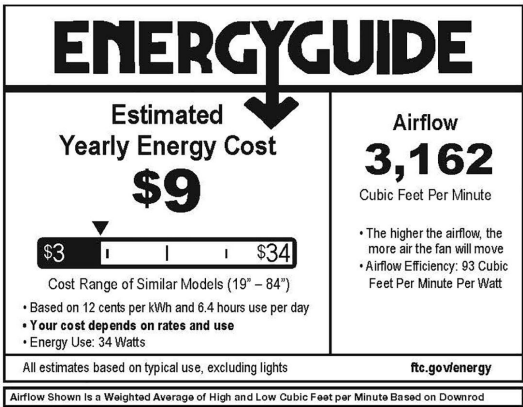 ENERGYGUIDE
Estimated
Yearly Energy Cost
$9
$3
$34
Cost Range of Similar Models (19” – 84”)
• Based on 12 cents per kWh and 6.4 hours use per day
• Your cost depends on rates and use
• Energy Use: 34 Watts
Airflow
3,162
Cubic Feet Per Minute
• The higher the airflow, the
more air the fan will move
• Airflow Efficiency: 93 Cubic
Feet Per Minute Per Watt
All estimates based on typical use, excluding lights
ftc.gov/energy
Airflow Shown Is a Weighted Average of High and Low Cubic Feet per Minute Based on Downrod